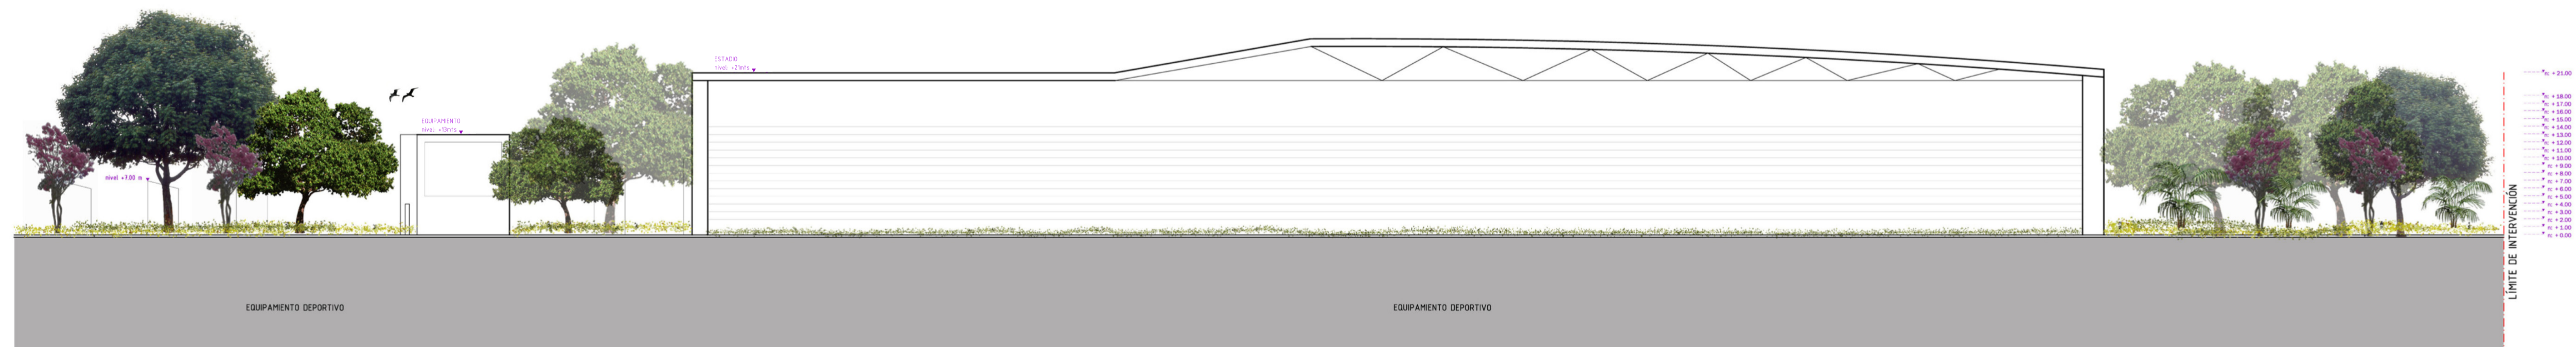 ESTADIO
nivel: +21mts
EQUIPAMIENTO
nivel: +13mts
nivel +7.00 m
+ 21.00
+ 18.00
+ 17.00
+ 16.00
+ 15.00
+ 14.00
+ 13.00
+ 12.00
+ 11.00
+ 10.00
+ 9.00
+ 8.00
+ 7.00
+ 6.00
+ 5.00
+ 4.00
+ 3.00
+ 2.00
+ 1.00
+ 0.00
LÍMITE DE INTERVENCIÓN
EQUIPAMIENTO DEPORTIVO
EQUIPAMIENTO DEPORTIVO